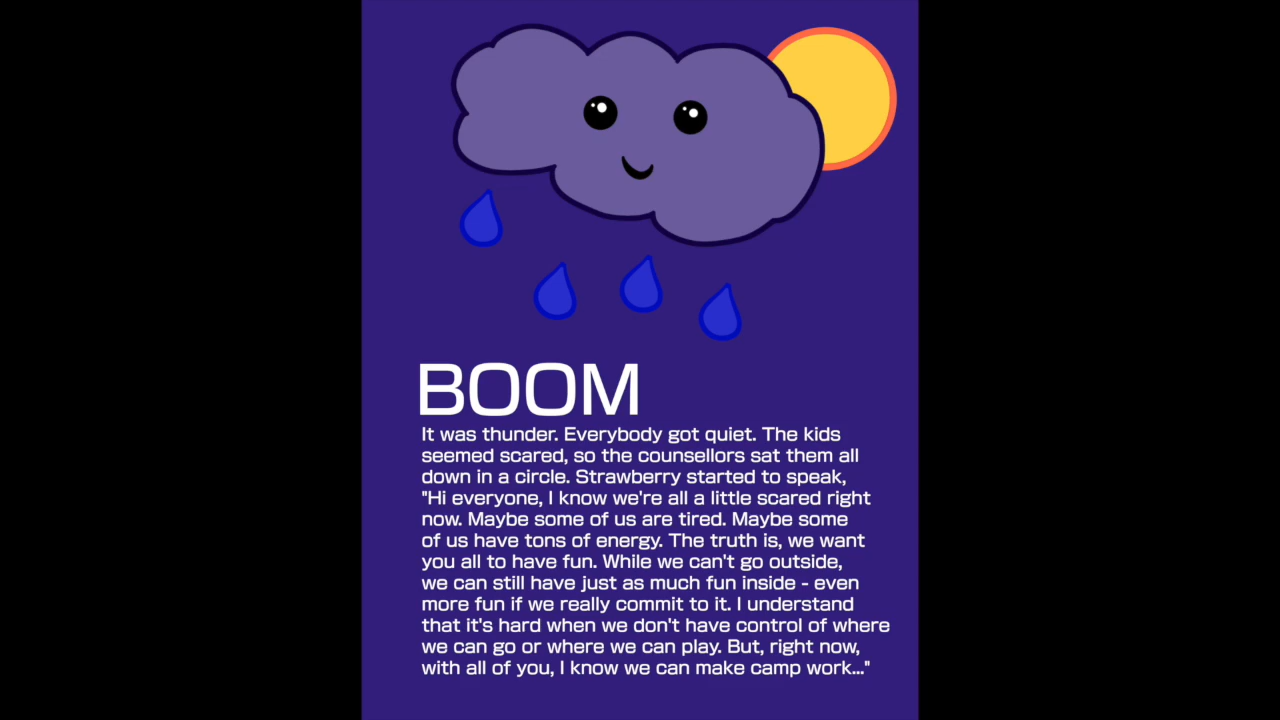 BOOM
It was thunder. Everybody got quiet. The kids
seemed scared, so the counsellors sat them all
down in a circle. Strawberry started to speak,
"Hi everyone, I know we're all a little scared right
now. Maybe some of us are tired. Maybe some
of us have tons of energy. The truth is, we want
you all to have fun. While we can't go outside,
we can still have just as much fun inside - even
more fun if we really commit to it. I understand
that it's hard when we don't have control of where
we can go or where we can play. But, right now,
with all of you, I know we can make camp work..."